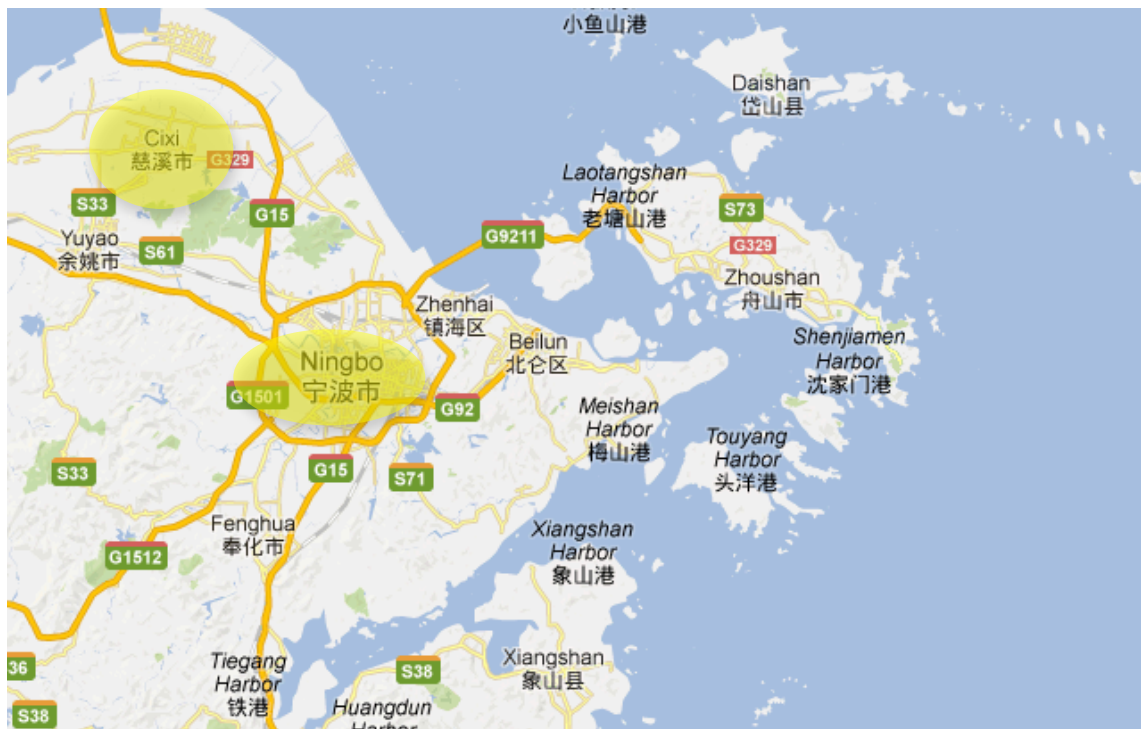 小鱼山港
Daishan
岱山县
Cixi
慈溪市
G329
Laotangshan
Harbor
老塘山港
S33
G15
S73
Yuyao
余姚市
S61
G9211
G329
Zhoushan
舟山市
Zhenhai
镇海区
Beilun
北仑区
Shenjiamen
Harbor
沈家门港
Ningbo
宁波市
G1501
G92
Meishan
Harbor
梅山港
Touyang
Harbor
头洋港
S33
G15
S71
Fenghua
奉化市
Xiangshan
Harbor
象山港
G1512
Tiegang
Harbor
铁港
S38
Xiangshan
象山县
36
S38
Huangdun
Harbor